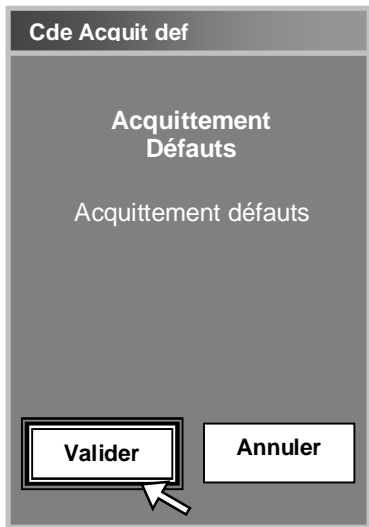 Cde Acquit def
Acquittement
Défauts
Acquittement défauts
Valider
Annuler